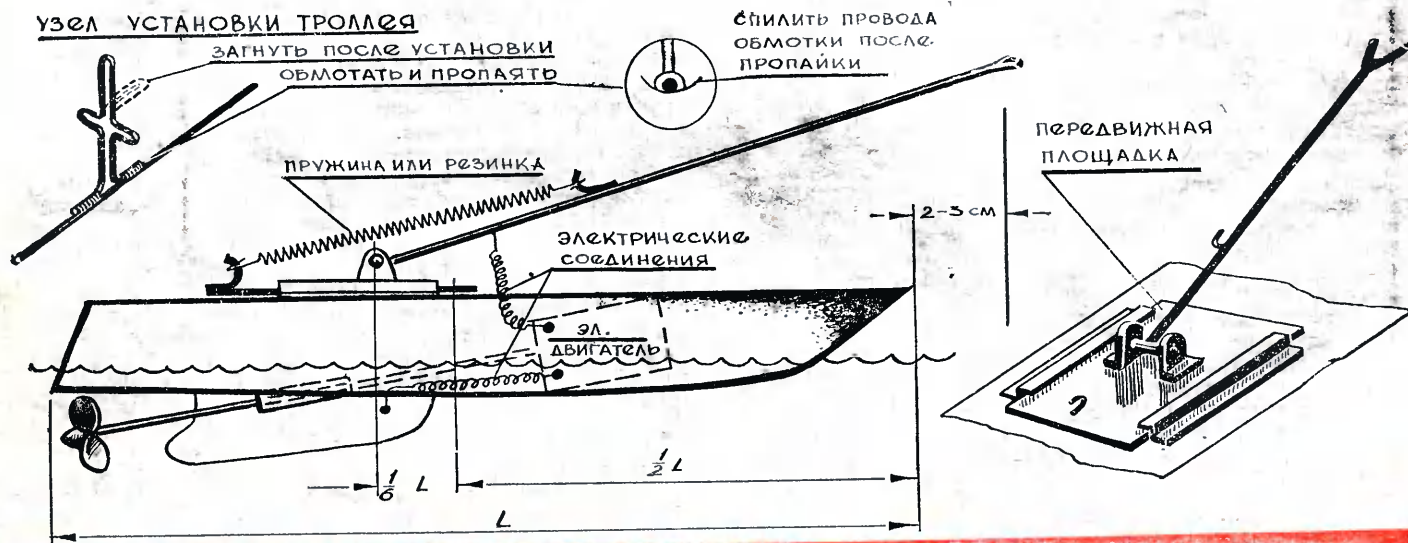 УЗЕЛ УСТАНОВКИ ТРОЛЛЕЯ
ЗАГНУТЬ ПОСЛЕ УСТАНОВКИ
ОБМОТАТЬ И ПРОПАЯТЬ
СПИЛИТЬ ПРОВОДА
ОБМОТКИ ПОСЛЕ
ПРОПАЙКИ
ПРУЖИНА ИЛИ РЕЗИНКА
ПЕРЕДВИЖНАЯ
ПЛОЩАДКА
2-3 СМ
ЭЛЕКТРИЧЕСКИЕ
СОЕДИНЕНИЯ
ЭЛ.
ДВИГАТЕЛЬ
1/6 L
1/2 L
L